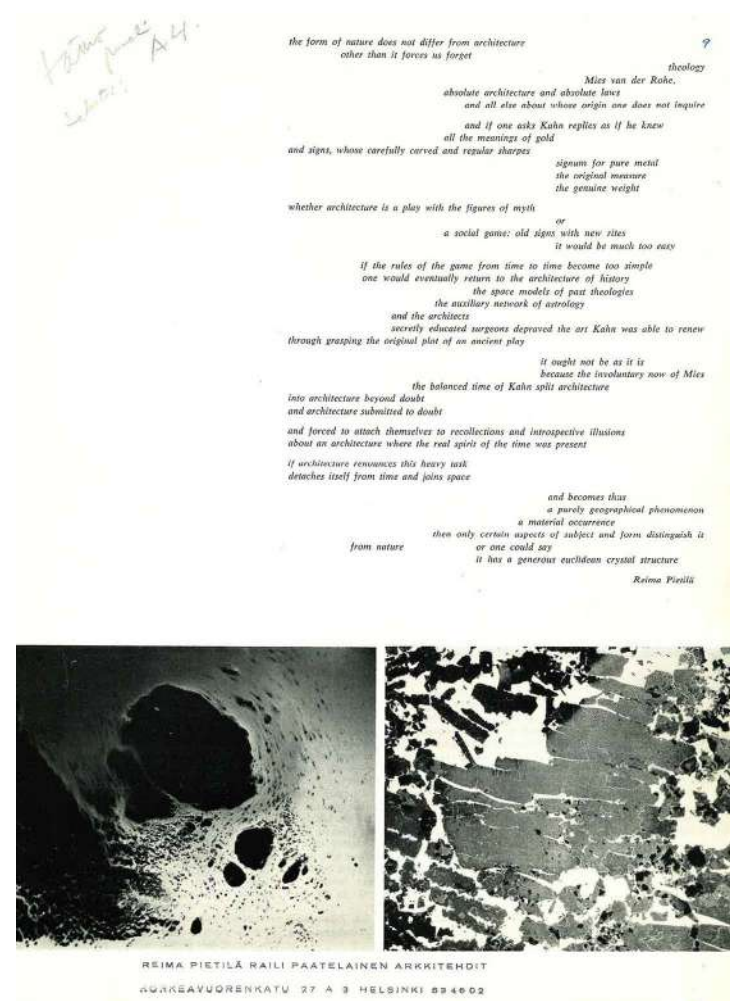 tämä puoli A4.
9
the form of nature does not differ from architecture
other than it forces us forget
theology
Mies van der Rohe,
absolute architecture and absolute laws
and all else about whose origin one does not inquire
and if one asks Kahn replies as if he knew
all the meanings of gold
and signs, whose carefully carved and regular sharpes
signum for pure metal
the original measure
the genuine weight
whether architecture is a play with the figures of myth
or
a social game: old signs with new rites
it would be much too easy
if the rules of the game from time to time become too simple
one would eventually return to the architecture of history
the space models of past theologies
the auxiliary network of astrology
and the architects
secretly educated surgeons depraved the art Kahn was able to renew
through grasping the original plot of an ancient play
it ought not be as it is
because the involuntary now of Mies
the balanced time of Kahn split architecture
into architecture beyond doubt
and architecture submitted to doubt
and forced to attach themselves to recollections and introspective illusions
about an architecture where the real spirit of the time was present
if architecture renounces this heavy task
detaches itself from time and joins space
and becomes thus
a purely geographical phenomenon
a material occurrence
then only certain aspects of subject and form distinguish it
from nature or one could say
it has a generous euclidean crystal structure
Reima Pietilä
REIMA PIETILÄ RAILI PAATELAINEN ARKKITEHDIT
KORKEAVUORENKATU 27 A 3 HELSINKI 634602